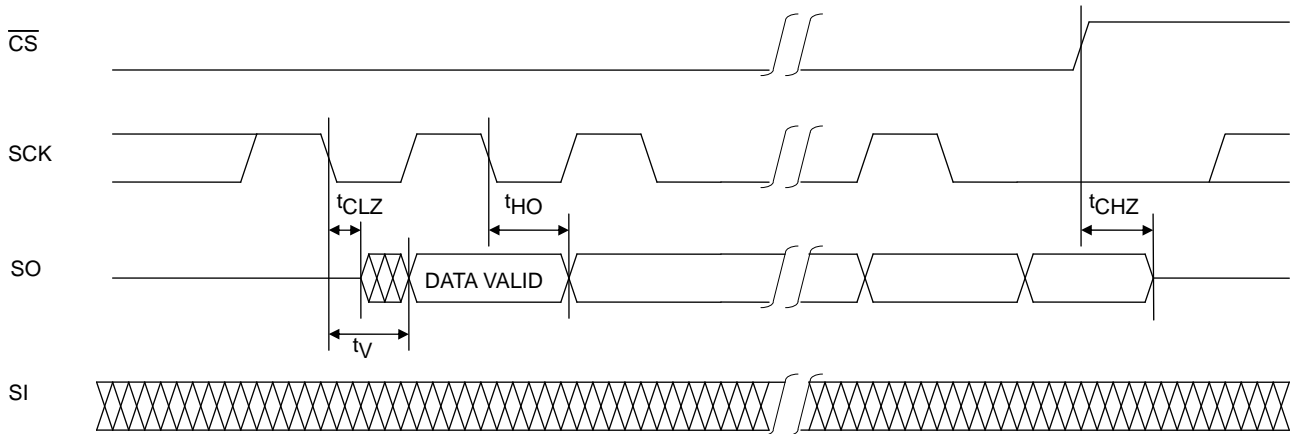 CS
SCK
tCLZ
tHO
tCHZ
SO
DATA VALID
tV
SI